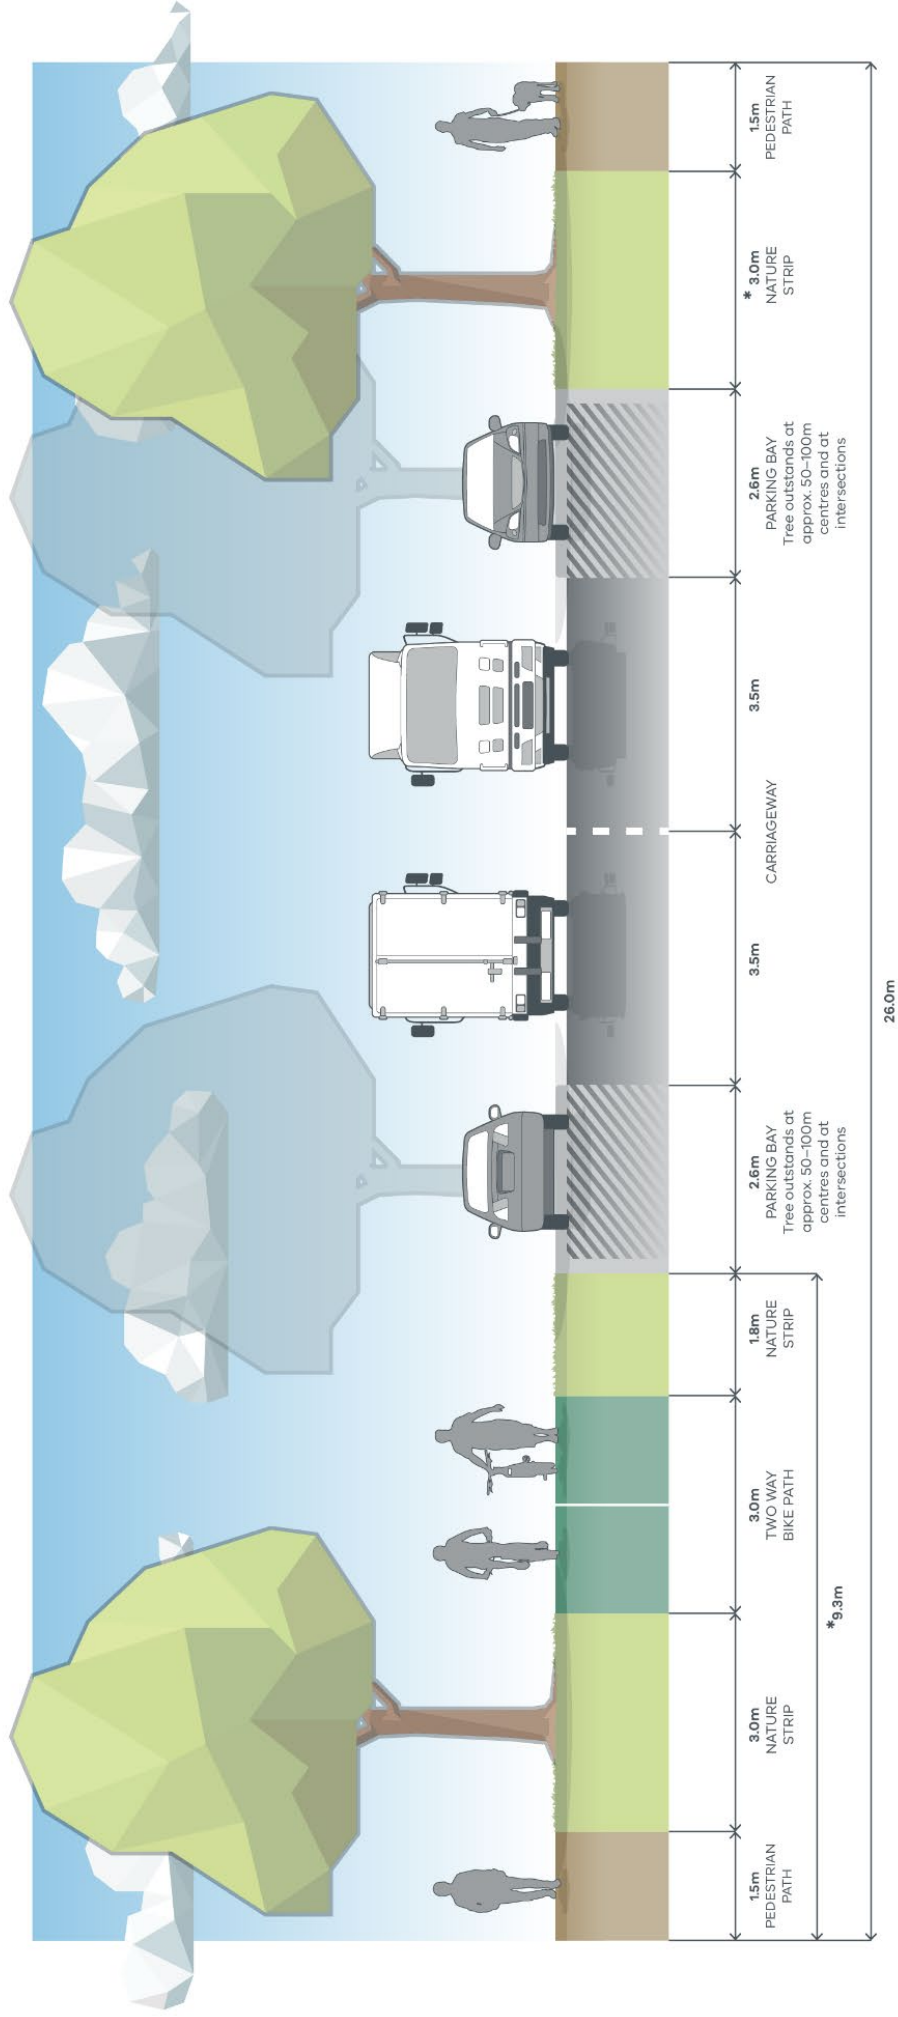 1.5m
PEDESTRIAN
PATH
3.0m
NATURE
STRIP
3.0m
TWO WAY
BIKE PATH
1.8m
NATURE
STRIP
2.6m
PARKING BAY
Tree outstands at
approx. 50–100m
centres and at
intersections
3.5m
CARRIAGEWAY
3.5m
2.6m
PARKING BAY
Tree outstands at
approx. 50–100m
centres and at
intersections
* 3.0m
NATURE
STRIP
1.5m
PEDESTRIAN
PATH
*9.3m
26.0m